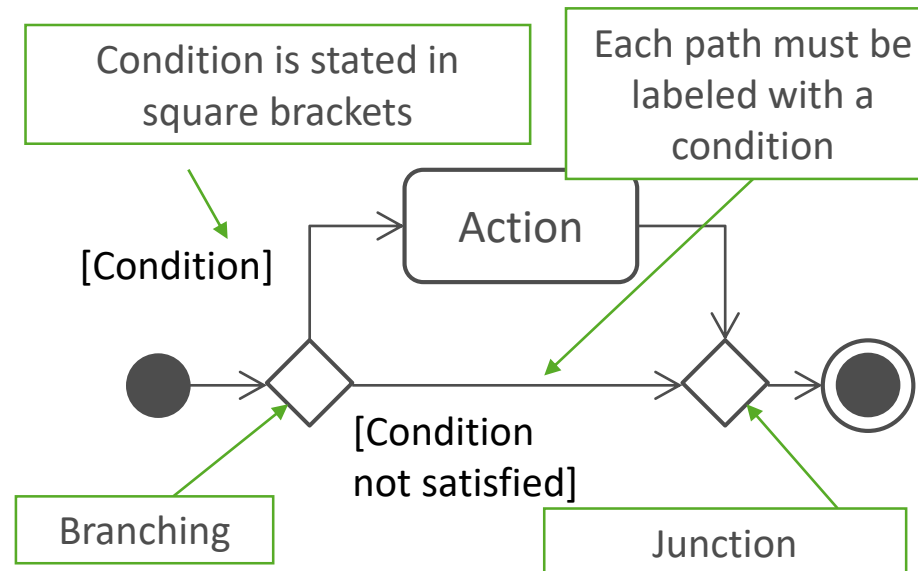 Condition is stated in
square brackets
Each path must be
labeled with a
condition
Action
[Condition]
[Condition
not satisfied]
Branching
Junction